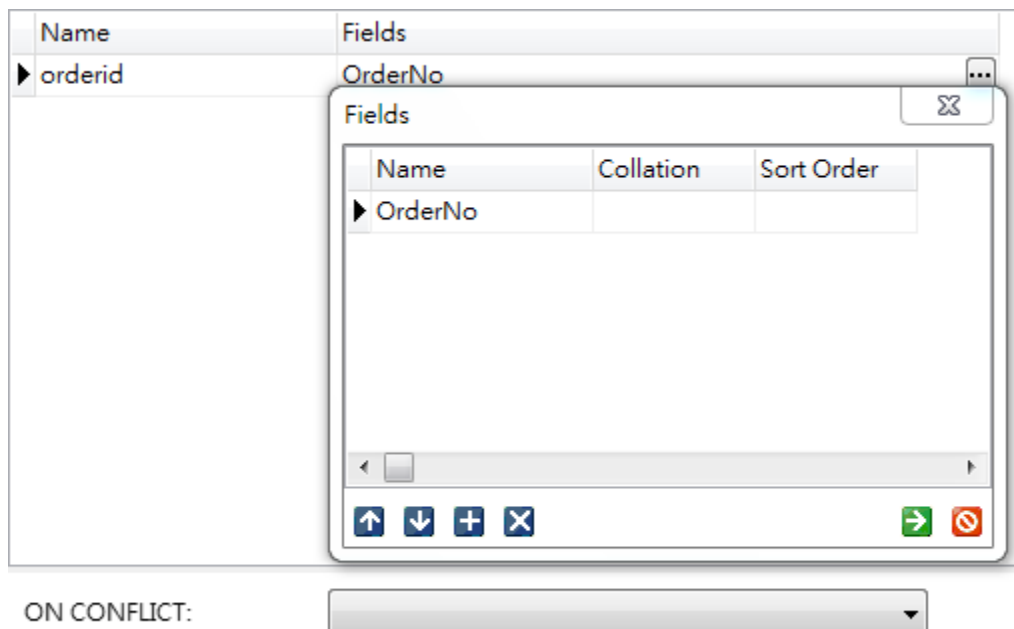 Name Fields
orderid OrderNo
Fields
Name Collation Sort Order
OrderNo
ON CONFLICT: